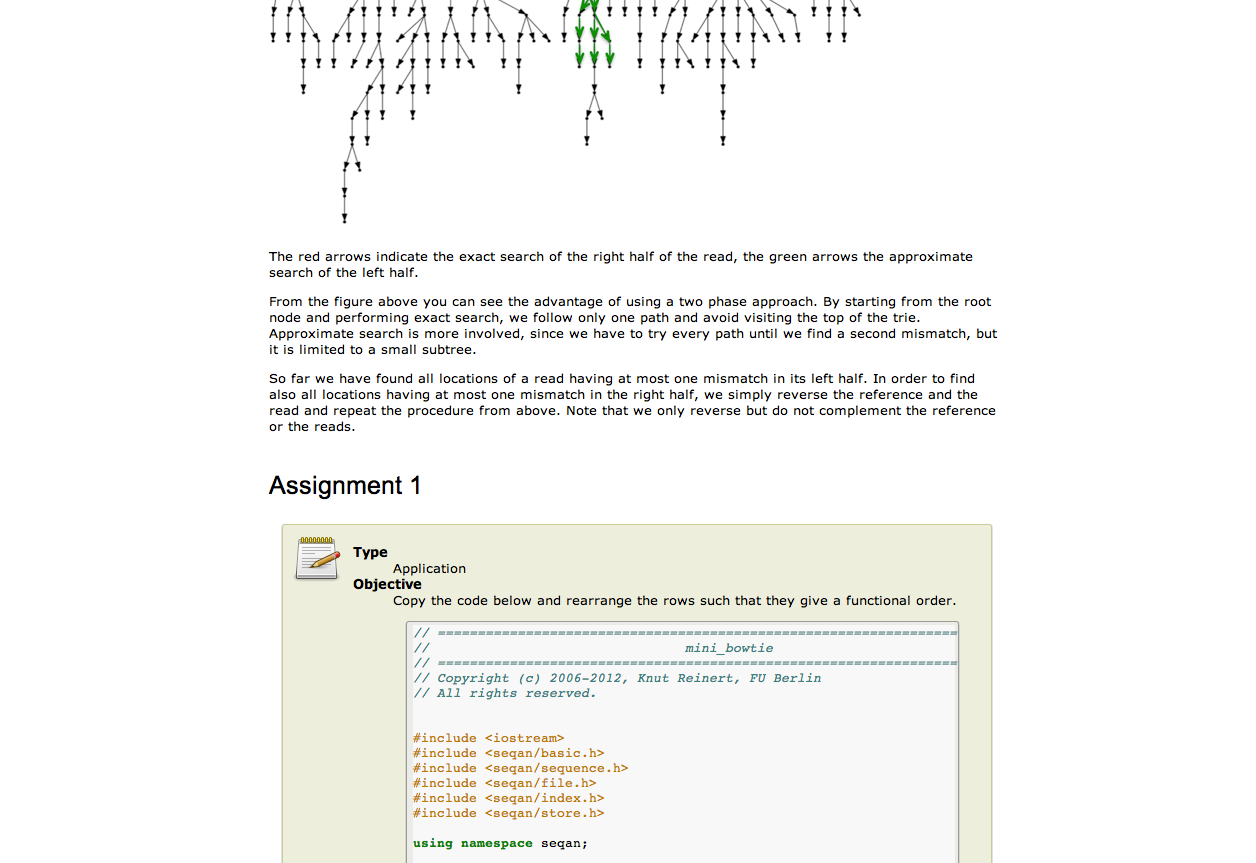 The red arrows indicate the exact search of the right half of the read, the green arrows the approximate
search of the left half.
From the figure above you can see the advantage of using a two phase approach. By starting from the root
node and performing exact search, we follow only one path and avoid visiting the top of the trie.
Approximate search is more involved, since we have to try every path until we find a second mismatch, but
it is limited to a small subtree.
So far we have found all locations of a read having at most one mismatch in its left half. In order to find
also all locations having at most one mismatch in the right half, we simply reverse the reference and the
read and repeat the procedure from above. Note that we only reverse but do not complement the reference
or the reads.
Assignment 1
Type
Application
Objective
Copy the code below and rearrange the rows such that they give a functional order.
// ==================================================================
// mini_bowtie
// ==================================================================
// Copyright (c) 2006-2012, Knut Reinert, FU Berlin
// All rights reserved.
#include <iostream>
#include <seqan/basic.h>
#include <seqan/sequence.h>
#include <seqan/file.h>
#include <seqan/index.h>
#include <seqan/store.h>
using namespace seqan;